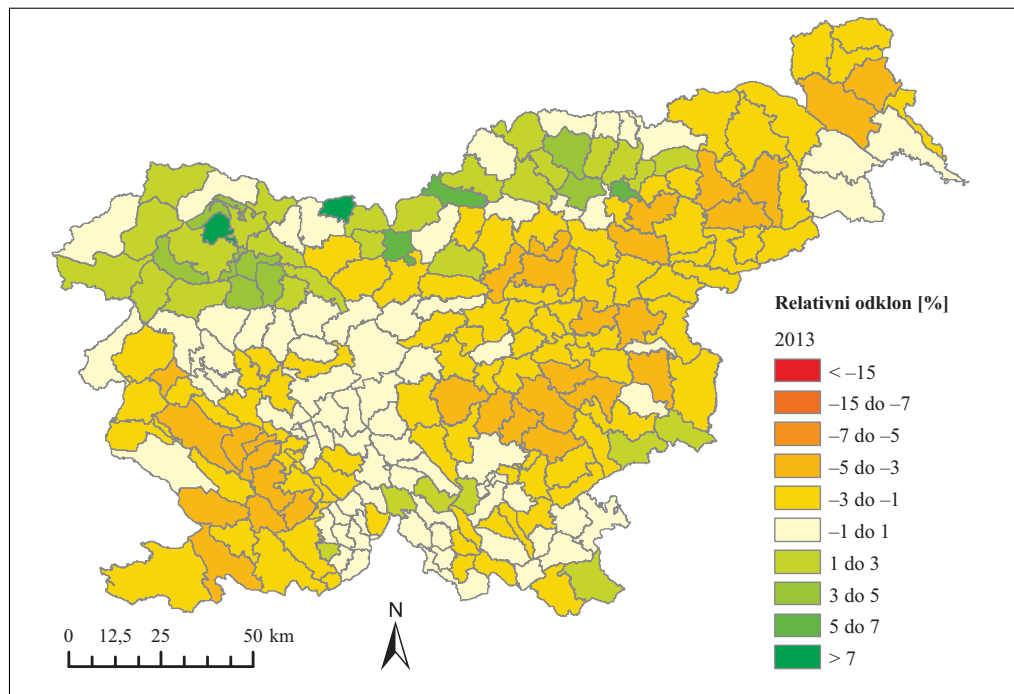 Relativni odklon [%]
2013
< –15
–15 do –7
–7 do –5
–5 do –3
–3 do –1
–1 do 1
1 do 3
3 do 5
5 do 7
> 7
N
0 12,5 25 50 km